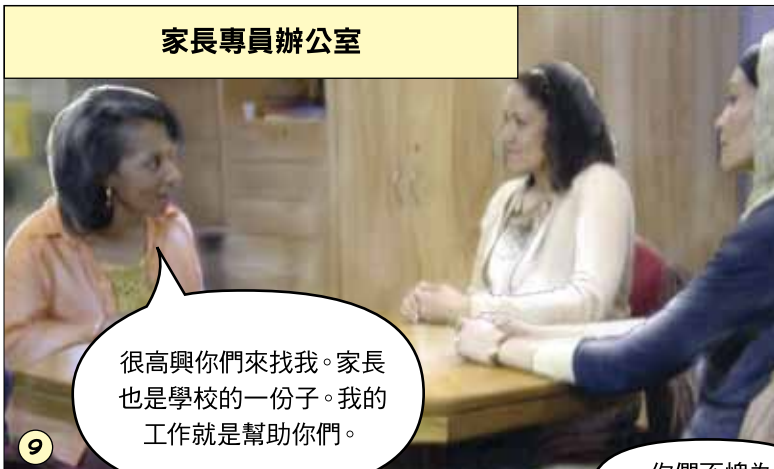 家長專員辦公室
很高興你們來找我。家長
也是學校的一份子。我的
工作就是幫助你們。
9